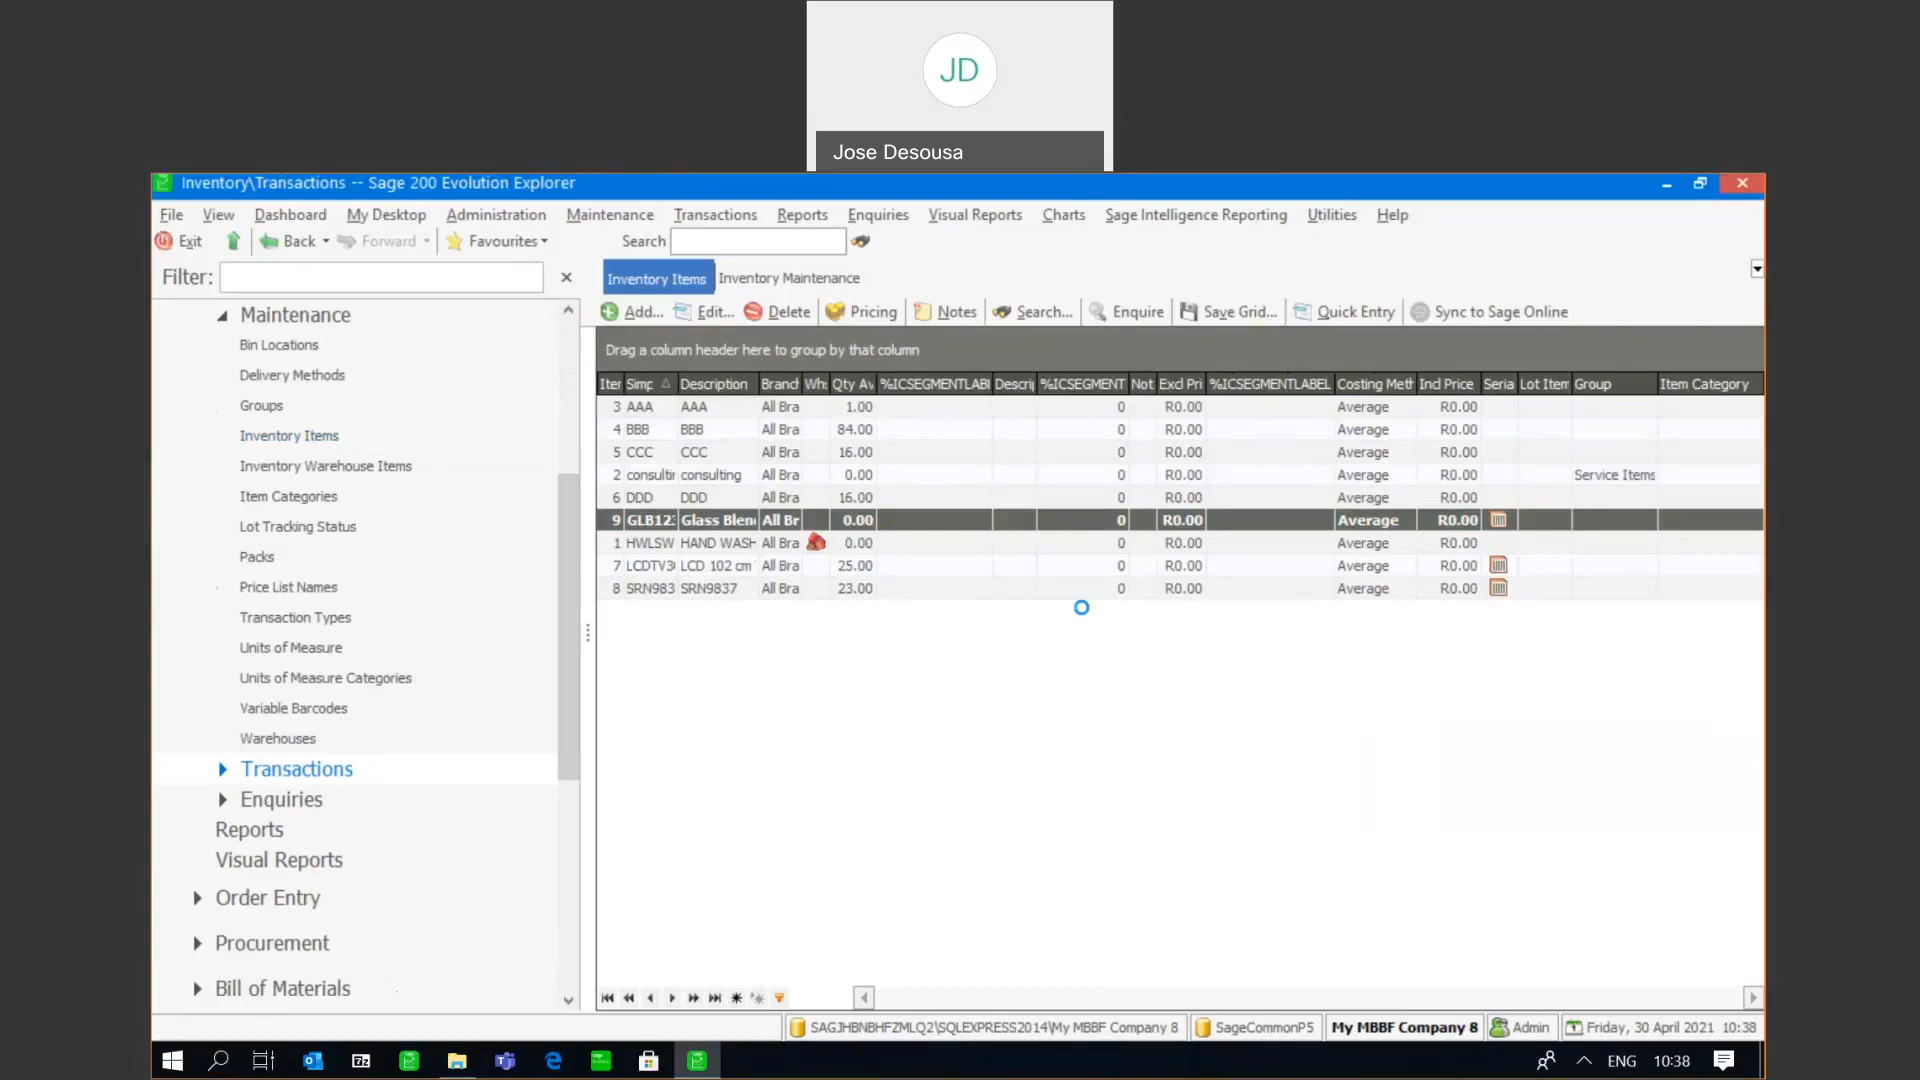 JD
Jose Desousa
Inventory\Transactions -- Sage 200 Evolution Explorer
File View Dashboard My Desktop Administration Maintenance Transactions Reports Enquiries Visual Reports Charts Sage Intelligence Reporting Utilities Help
Exit Back Forward Favourites Search
Filter:
Inventory Items Inventory Maintenance
Add... Edit... Delete Pricing Notes Search... Enquire Save Grid... Quick Entry Sync to Sage Online
Drag a column header here to group by that column
Iter Simp Description Brand Whs Qty Av %ICSEGMENTLABI Descrip %ICSEGMENT Not Excl Pri %ICSEGMENTLABEL Costing Meth Incl Price Seria Lot Item Group Item Category
3 AAA AAA All Bra 1.00 0 R0.00 Average R0.00
4 BBB BBB All Bra 84.00 0 R0.00 Average R0.00
5 CCC CCC All Bra 16.00 0 R0.00 Average R0.00
2 consultin consulting All Bra 0.00 0 R0.00 Average R0.00 Service Items
6 DDD DDD All Bra 16.00 0 R0.00 Average R0.00
9 GLB123 Glass Blen All Br 0.00 0 R0.00 Average R0.00
1 HWLSW HAND WASH All Bra 0.00 0 R0.00 Average R0.00
7 LCDTV30 LCD 102 cm All Bra 25.00 0 R0.00 Average R0.00
8 SRN983 SRN9837 All Bra 23.00 0 R0.00 Average R0.00
Maintenance
Bin Locations
Delivery Methods
Groups
Inventory Items
Inventory Warehouse Items
Item Categories
Lot Tracking Status
Packs
Price List Names
Transaction Types
Units of Measure
Units of Measure Categories
Variable Barcodes
Warehouses
Transactions
Enquiries
Reports
Visual Reports
Order Entry
Procurement
Bill of Materials
SAGJHBNBHFZMLQ2\SQLEXPRESS2014\My MBBF Company 8 SageCommonP5 My MBBF Company 8 Admin Friday, 30 April 2021 10:38
7z ENG 10:38